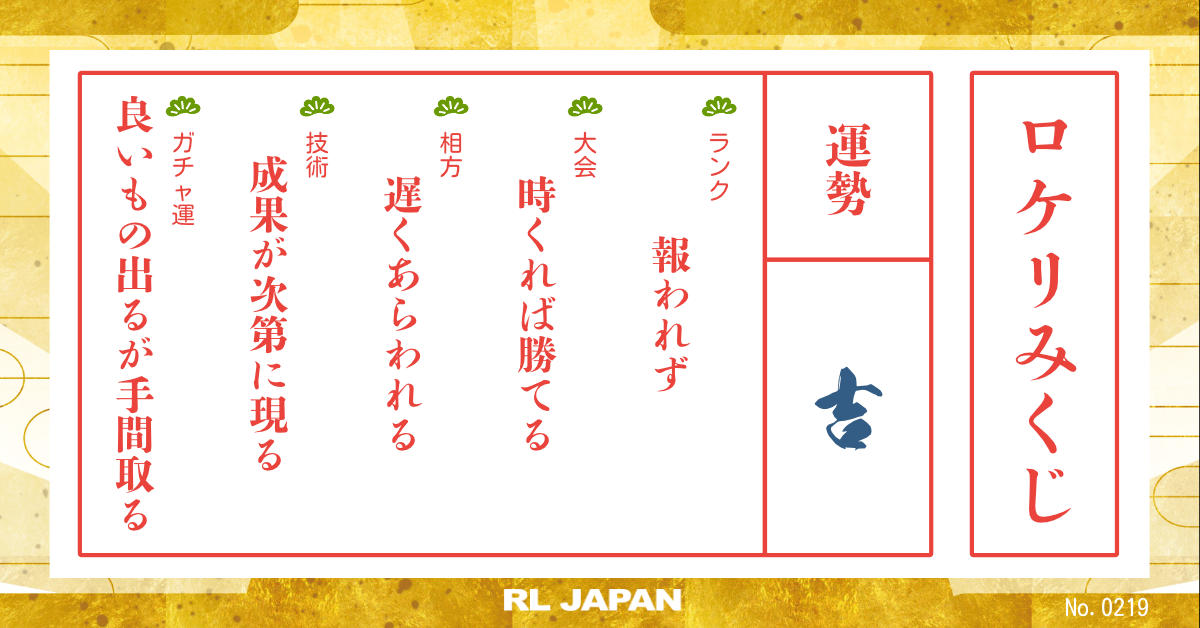 ロケリみくじ
運勢
吉
ランク
報われず
大会
時くれば勝てる
相方
遅くあらわれる
技術
成果が次第に現る
ガチャ運
良いもの出るが手間取る
RL JAPAN
No. 0219